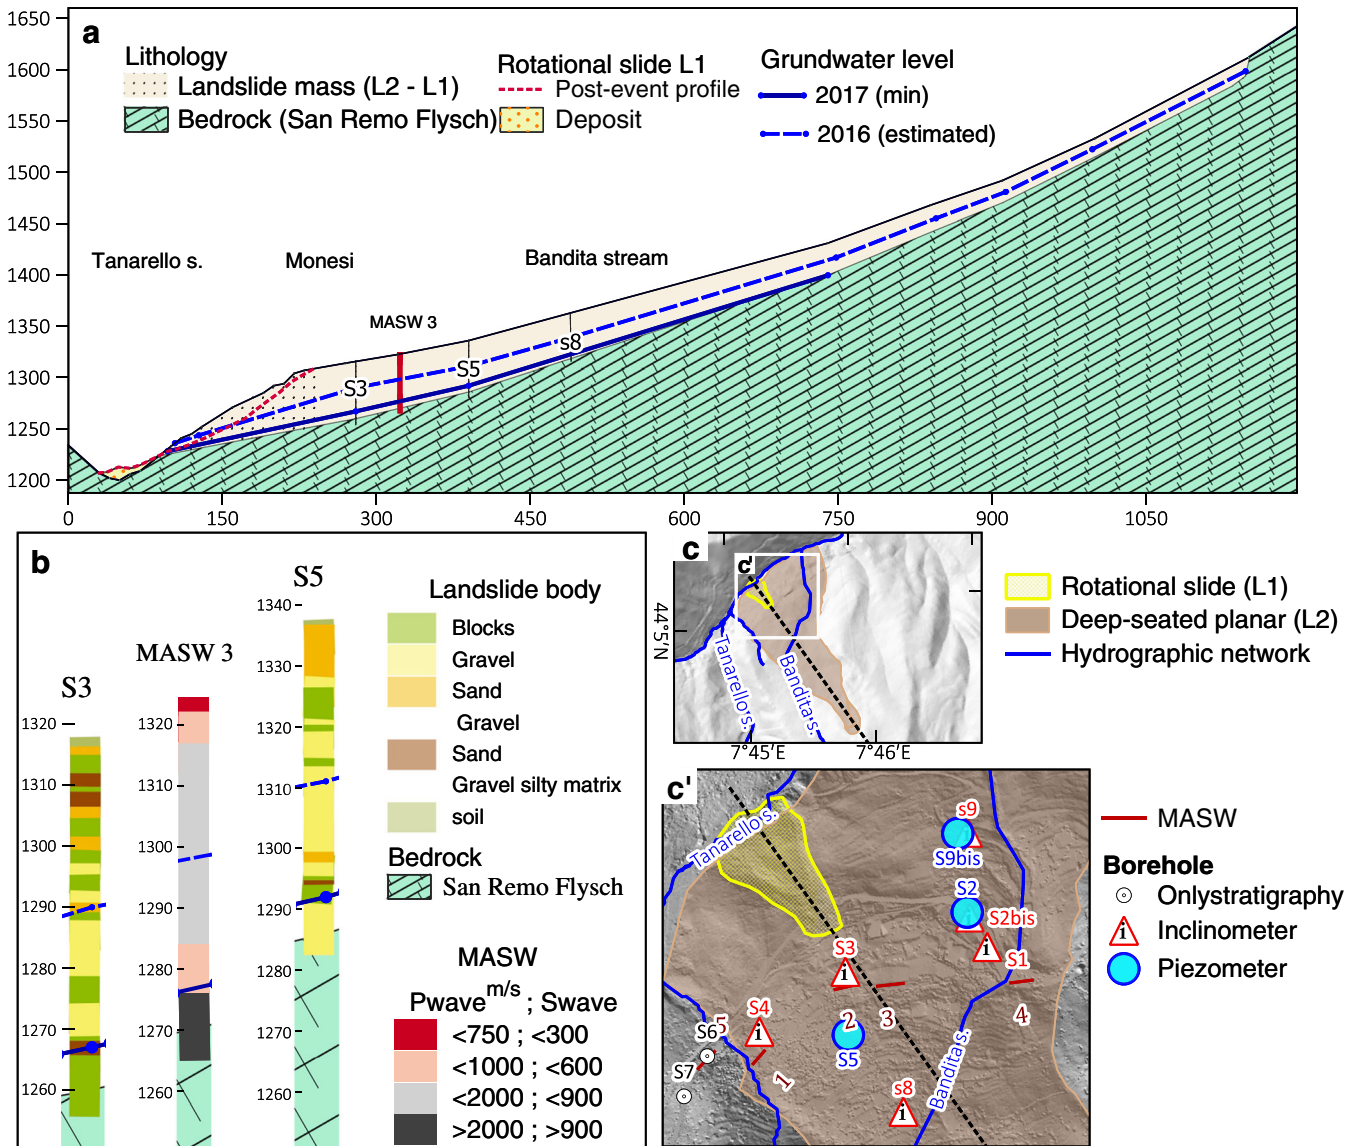 a
1650
1600
1550
1500
1450
1400
1350
1300
1250
1200
Lithology
Landslide mass (L2 - L1)
Bedrock (San Remo Flysch)
Rotational slide L1
Post-event profile
Deposit
Grundwater level
2017 (min)
2016 (estimated)
Tanarello s.
Monesi
Bandita stream
MASW 3
S3
S5
s8
0
150
300
450
600
750
900
1050
b
S3
MASW 3
S5
1320
1310
1300
1290
1280
1270
1260
1320
1310
1300
1290
1280
1270
1260
1340
1330
1320
1310
1300
1290
1280
1270
1260
Landslide body
Blocks
Gravel
Sand
Gravel
Sand
Gravel silty matrix
soil
Bedrock
San Remo Flysch
MASW
Pwave m/s ; Swave
<750 ; <300
<1000 ; <600
<2000 ; <900
>2000 ; >900
c
c'
44°5'N
Tanarello s.
Bandita s.
7°45'E
7°46'E
Rotational slide (L1)
Deep-seated planar (L2)
Hydrographic network
c'
Tanarello s.
s9
S9bis
S2
S2bis
S1
S3
S4
S6
5
S7
1
2
3
4
S5
s8
Bandita s.
i
i
i
i
MASW
Borehole
Onlystratigraphy
i
Inclinometer
Piezometer